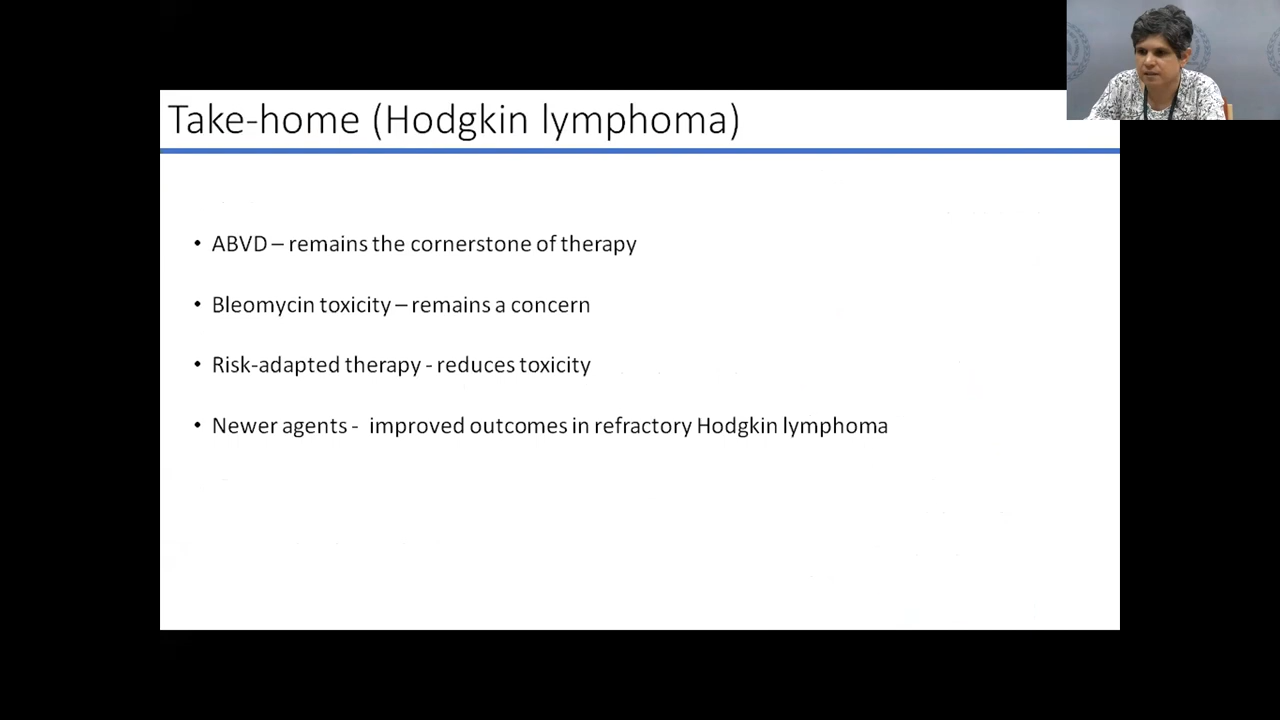 Take-home (Hodgkin lymphoma)
• ABVD – remains the cornerstone of therapy
• Bleomycin toxicity – remains a concern
• Risk-adapted therapy - reduces toxicity
• Newer agents -  improved outcomes in refractory Hodgkin lymphoma